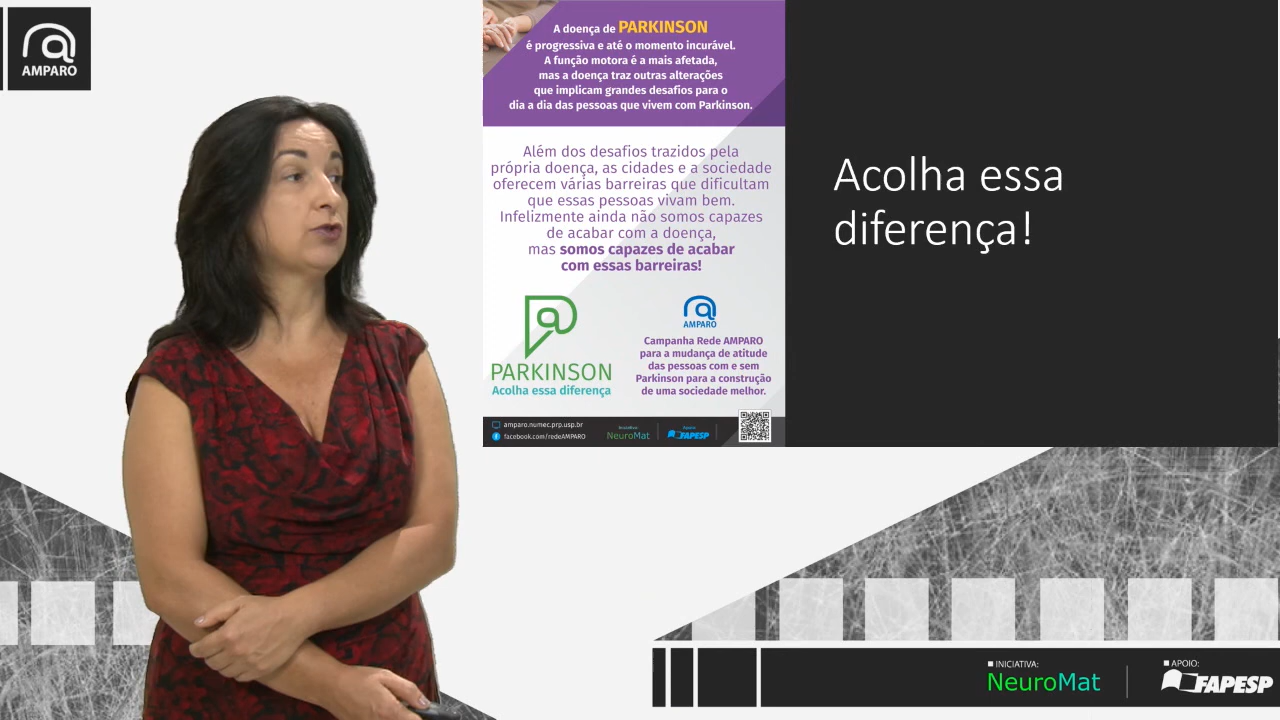 AMPARO
A doença de PARKINSON
é progressiva e até o momento incurável.
A função motora é a mais afetada,
mas a doença traz outras alterações
que implicam grandes desafios para o
dia a dia das pessoas que vivem com Parkinson.
Além dos desafios trazidos pela
própria doença, as cidades e a sociedade
oferecem várias barreiras que dificultam
que essas pessoas vivam bem.
Infelizmente ainda não somos capazes
de acabar com a doença,
mas somos capazes de acabar
com essas barreiras!
PARKINSON
Acolha essa diferença
AMPARO
Campanha Rede AMPARO
para a mudança de atitude
das pessoas com e sem
Parkinson para a construção
de uma sociedade melhor.
amparo.numec.prp.usp.br
facebook.com/redeAMPARO
Iniciativa:
NeuroMat
Apoio:
FAPESP
Acolha essa
diferença!
INICIATIVA:
NeuroMat
APOIO:
FAPESP